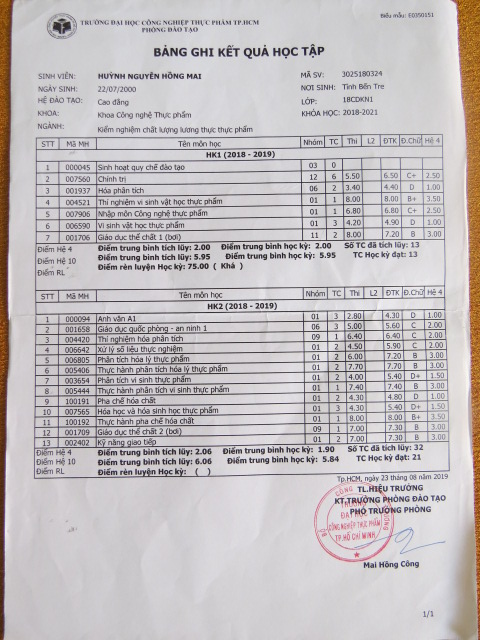 TRƯỜNG ĐẠI HỌC CÔNG NGHIỆP THỰC PHẨM TP.HCM
PHÒNG ĐÀO TẠO
Biểu mẫu: E0350151
BẢNG GHI KẾT QUẢ HỌC TẬP
SINH VIÊN: HUỲNH NGUYÊN HỒNG MAI MÃ SV: 3025180324
NGÀY SINH: 22/07/2000 NƠI SINH: Tỉnh Bến Tre
HỆ ĐÀO TẠO: Cao đẳng LỚP: 18CDKN1
KHOA: Khoa Công nghệ Thực phẩm KHÓA HỌC: 2018-2021
NGÀNH: Kiểm nghiệm chất lượng lương thực thực phẩm
STT Mã MH Tên môn học Nhóm TC Thi L2 ĐTK Đ.Chữ Hệ 4
HK1 (2018 - 2019)
1 000045 Sinh hoạt quy chế đào tạo 03 0
2 007560 Chính trị 12 6 5.50 6.50 C+ 2.50
3 001937 Hóa phân tích 06 2 3.40 4.40 D 1.00
4 004521 Thí nghiệm vi sinh vật học thực phẩm 01 1 8.00 8.00 B+ 3.50
5 007906 Nhập môn Công nghệ thực phẩm 01 1 6.80 6.80 C+ 2.50
6 006590 Vi sinh vật học thực phẩm 01 3 4.20 4.90 D 1.00
7 001706 Giáo dục thể chất 1 (bơi) 11 2 8.00 7.20 B 3.00
Điểm Hệ 4 Điểm trung bình tích lũy: 2.00 Điểm trung bình học kỳ: 2.00 Số TC đã tích lũy: 13
Điểm Hệ 10 Điểm trung bình tích lũy: 5.95 Điểm trung bình học kỳ: 5.95 TC Học kỳ đạt: 13
Điểm RL Điểm rèn luyện Học kỳ: 75.00 ( Khá )
STT Mã MH Tên môn học Nhóm TC Thi L2 ĐTK Đ.Chữ Hệ 4
HK2 (2018 - 2019)
1 000094 Anh văn A1 01 3 2.80 4.30 D 1.00
2 001658 Giáo dục quốc phòng - an ninh 1 06 3 5.00 5.60 C 2.00
3 004420 Thí nghiệm hóa phân tích 09 1 6.40 6.40 C 2.00
4 006642 Xử lý số liệu thực nghiệm 01 2 4.50 5.90 C 2.00
5 006805 Phân tích hóa lý thực phẩm 01 2 6.00 7.20 B 3.00
6 005406 Thực hành phân tích hóa lý thực phẩm 01 2 7.70 7.70 B 3.00
7 003654 Phân tích vi sinh thực phẩm 01 2 4.00 5.40 D+ 1.50
8 005444 Thực hành phân tích vi sinh thực phẩm 01 1 7.40 7.40 B 3.00
9 100191 Pha chế hóa chất 01 2 4.30 4.80 D 1.00
10 007565 Hóa học và hóa sinh học thực phẩm 01 3 4.30 5.40 D+ 1.50
11 100192 Thực hành pha chế hóa chất 01 1 8.00 8.00 B+ 3.50
12 001709 Giáo dục thể chất 2 (bơi) 09 1 7.00 7.30 B 3.00
13 002402 Kỹ năng giao tiếp 01 2 7.00 7.30 B 3.00
Điểm Hệ 4 Điểm trung bình tích lũy: 2.06 Điểm trung bình học kỳ: 1.90 Số TC đã tích lũy: 32
Điểm Hệ 10 Điểm trung bình tích lũy: 6.06 Điểm trung bình học kỳ: 5.84 TC Học kỳ đạt: 21
Điểm RL Điểm rèn luyện Học kỳ: ( )
Tp.HCM, ngày 23 tháng 08 năm 2019
TL.HIỆU TRƯỞNG
KT.TRƯỞNG PHÒNG ĐÀO TẠO
PHÓ TRƯỞNG PHÒNG
TRƯỜNG
ĐẠI HỌC
CÔNG NGHIỆP THỰC PHẨM
TP.HỒ CHÍ MINH
Mai Hồng Công
1/1